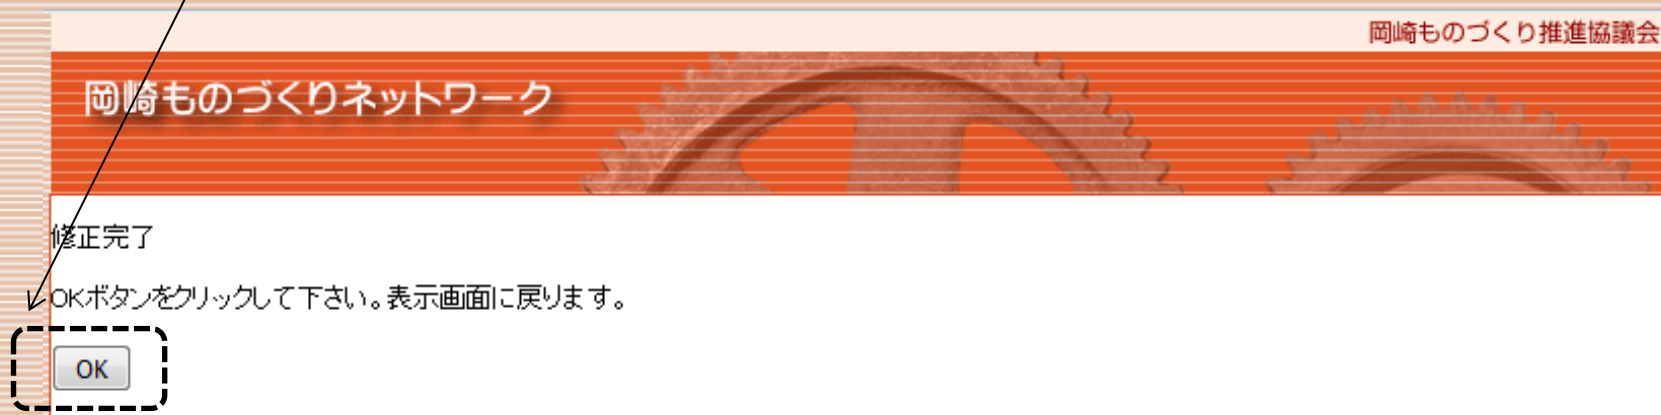 岡崎ものづくり推進協議会
岡崎ものづくりネットワーク
修正完了
OKボタンをクリックして下さい。表示画面に戻ります。
OK